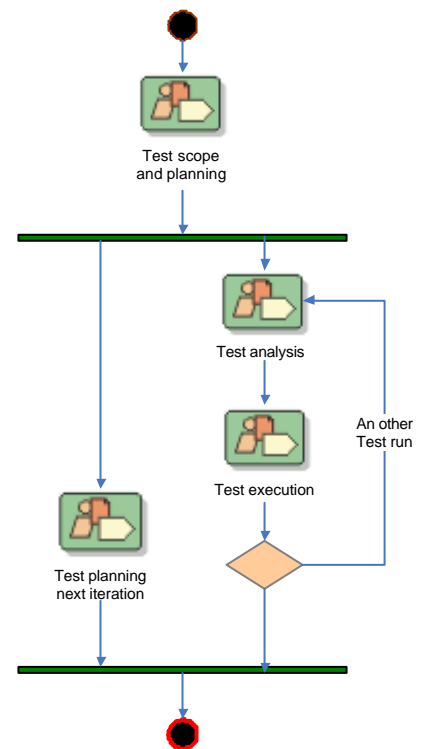 Test scope
and planning
Test analysis
An other
Test run
Test execution
Test planning
next iteration